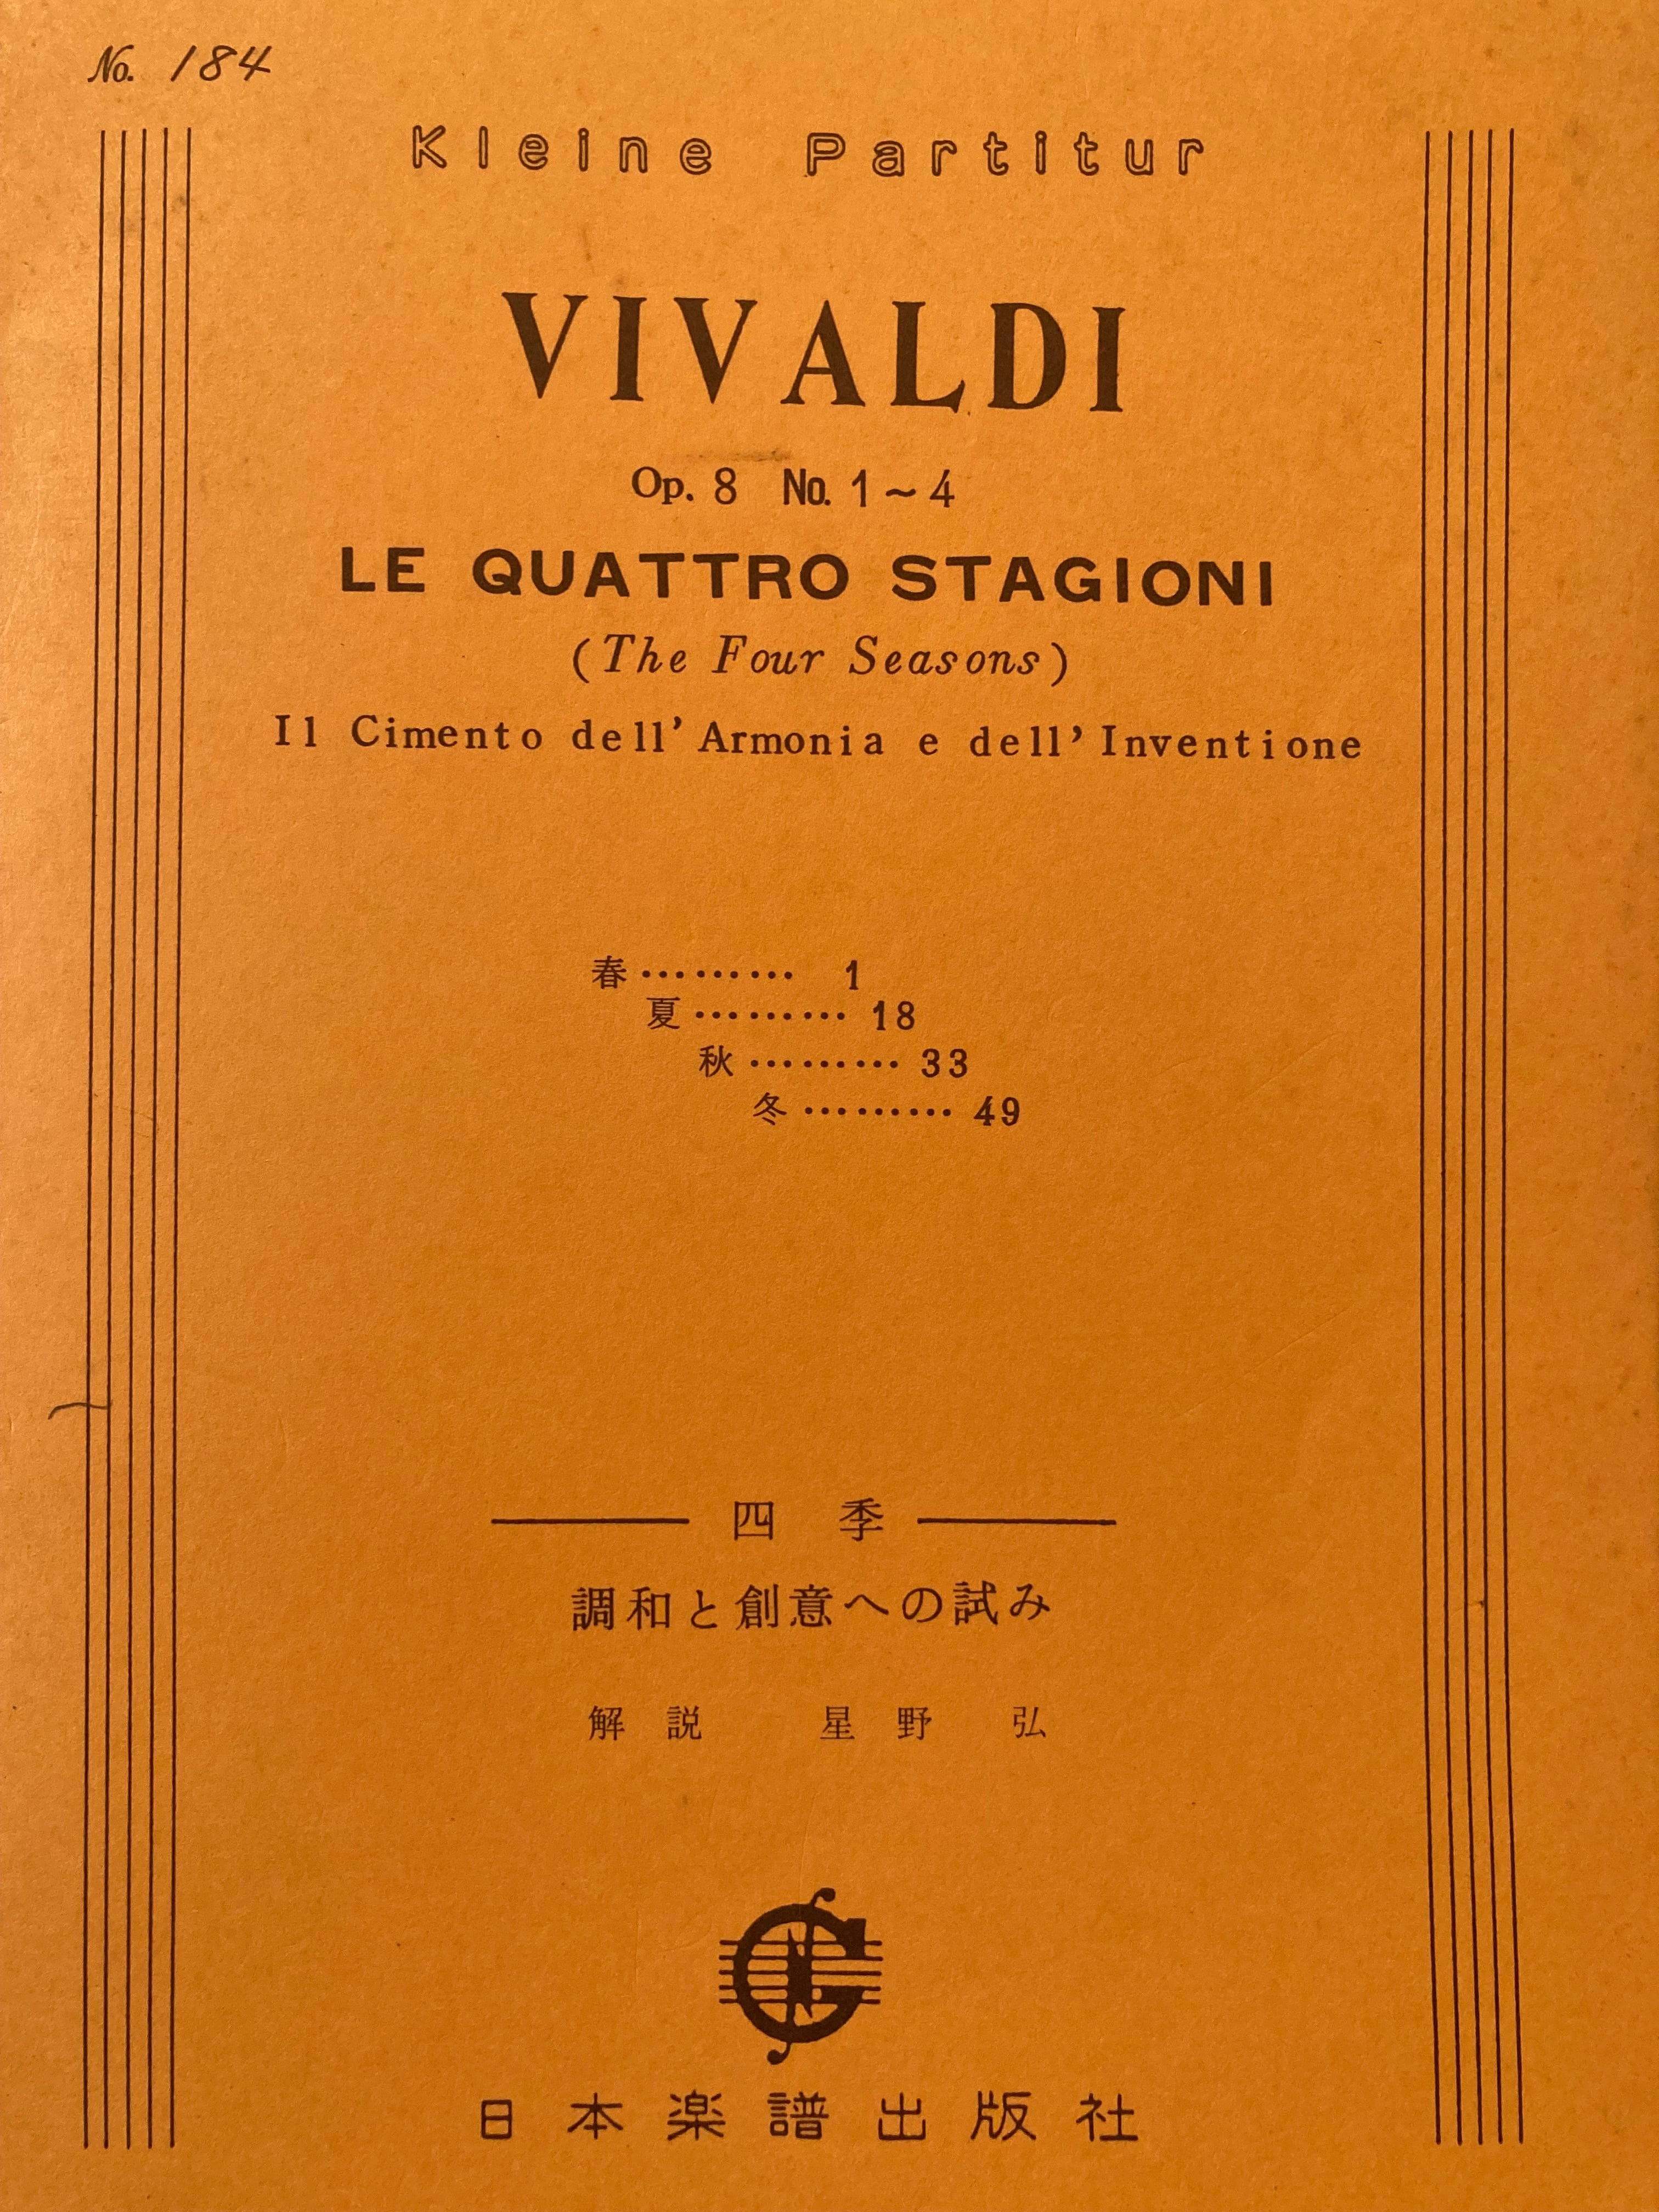 No. 184
Kleine Partitur
VIVALDI
Op. 8 No. 1~4
LE QUATTRO STAGIONI
(The Four Seasons)
Il Cimento dell'Armonia e dell'Inventione
春 ……… 1
夏 ……… 18
秋 ……… 33
冬 ……… 49
四 季
調和と創意への試み
解 説 星 野 弘
日本楽譜出版社